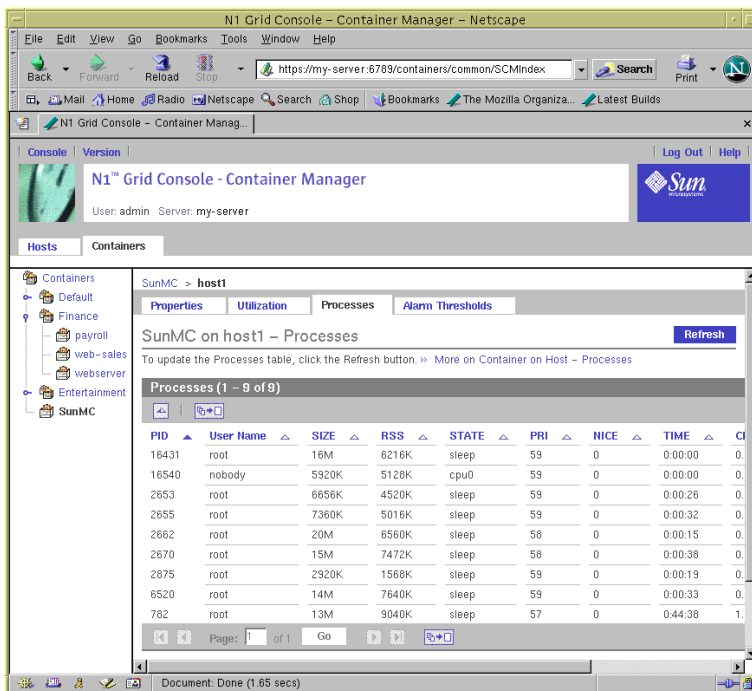 N1 Grid Console – Container Manager – Netscape
File Edit View Go Bookmarks Tools Window Help
Back Forward Reload Stop https://my-server:6789/containers/common/SCMIndex Search Print N
Mail Home Radio Netscape Search Shop Bookmarks The Mozilla Organiza... Latest Builds
N1 Grid Console – Container Manag...
Console Version Log Out Help
N1™ Grid Console - Container Manager
Sun microsystems
User: admin Server: my-server
Hosts Containers
Containers
Default
Finance
payroll
web-sales
webserver
Entertainment
SunMC
SunMC > host1
Properties Utilization Processes Alarm Thresholds
SunMC on host1 – Processes
Refresh
To update the Processes table, click the Refresh button. » More on Container on Host – Processes
Processes (1 – 9 of 9)
PID User Name SIZE RSS STATE PRI NICE TIME
16431 root 16M 6216K sleep 59 0 0:00:00 0.
16540 nobody 5920K 5128K cpu0 59 0 0:00:00 0.
2653 root 6656K 4520K sleep 59 0 0:00:26 0.
2655 root 7360K 5016K sleep 59 0 0:00:32 0.
2662 root 20M 6560K sleep 58 0 0:00:15 0.
2670 root 15M 7472K sleep 58 0 0:00:38 0.
2875 root 2920K 1568K sleep 59 0 0:00:19 0.
6520 root 14M 7640K sleep 59 0 0:00:33 0.
782 root 13M 9040K sleep 57 0 0:44:38 1.
Page: 1 of 1 Go
Document: Done (1.65 secs)